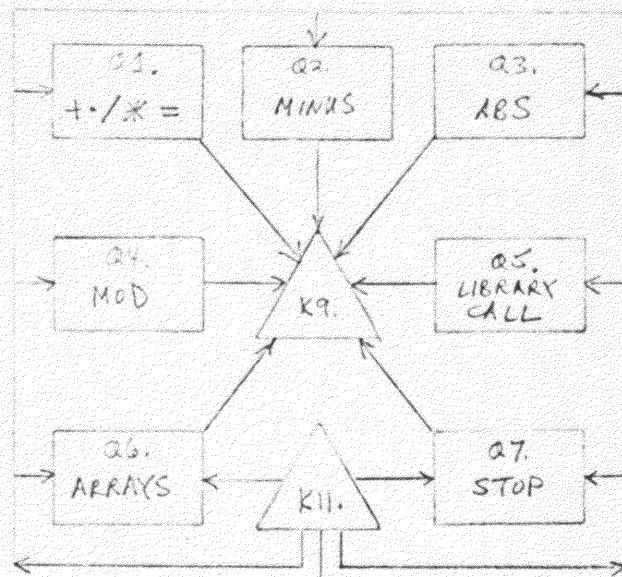 Q1. Q2. Q3.
+·/*= MINUS ABS
Q4. Q5.
MOD LIBRARY
CALL
K9.
Q6. Q7.
ARRAYS STOP
K11.